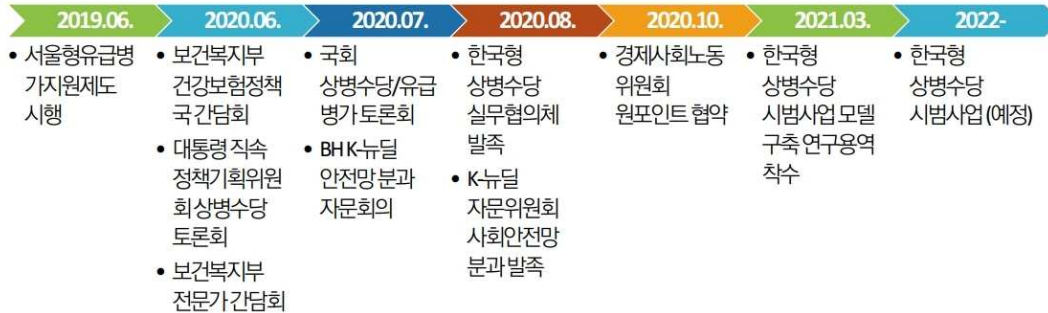 2019.06.
2020.06.
2020.07.
2020.08.
2020.10.
2021.03.
2022-
• 서울형유급병
가지원제도
시행
• 보건복지부
건강보험정책
국 간담회
• 대통령 직속
정책기획위원
회 상병수당
토론회
• 보건복지부
전문가 간담회
• 국회
상병수당/유급
병가 토론회
• BH K-뉴딜
안전망 분과
자문회의
• 한국형
상병수당
실무협의체
발족
• K-뉴딜
자문위원회
사회안전망
분과 발족
• 경제사회노동
위원회
원포인트 협약
• 한국형
상병수당
시범사업 모델
구축 연구용역
착수
• 한국형
상병수당
시범사업 (예정)